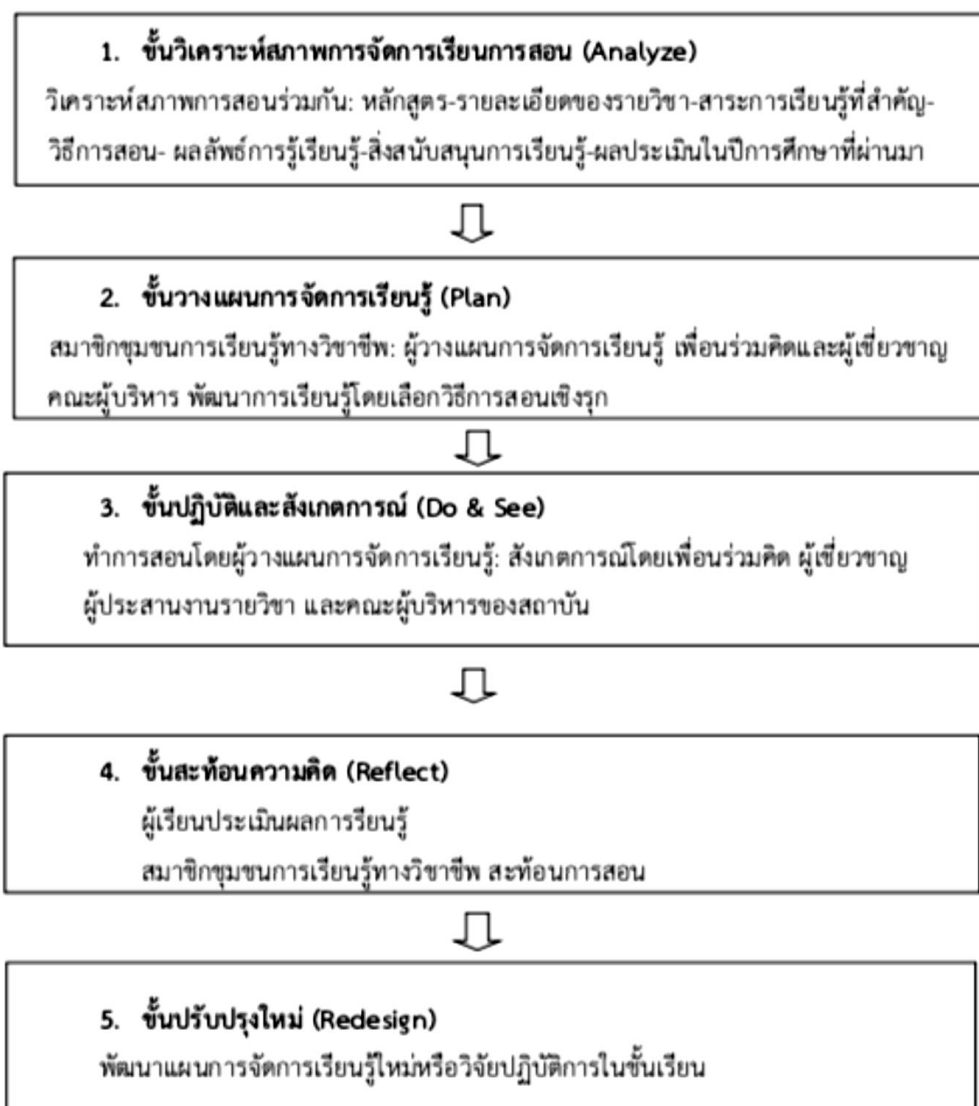 1. ขั้นวิเคราะห์สภาพการจัดการเรียนการสอน (Analyze)
วิเคราะห์สภาพการสอนร่วมกัน: หลักสูตร-รายละเอียดของรายวิชา-สาระการเรียนรู้ที่สำคัญ-
วิธีการสอน- ผลลัพธ์การรู้เรียนรู้-สิ่งสนับสนุนการเรียนรู้-ผลประเมินในปีการศึกษาที่ผ่านมา
2. ขั้นวางแผนการจัดการเรียนรู้ (Plan)
สมาชิกชุมชนการเรียนรู้ทางวิชาชีพ: ผู้วางแผนการจัดการเรียนรู้ เพื่อนร่วมคิดและผู้เชี่ยวชาญ
คณะผู้บริหาร พัฒนาการเรียนรู้โดยเลือกวิธีการสอนเชิงรุก
3. ขั้นปฏิบัติและสังเกตการณ์ (Do & See)
ทำการสอนโดยผู้วางแผนการจัดการเรียนรู้: สังเกตการณ์โดยเพื่อนร่วมคิด ผู้เชี่ยวชาญ
ผู้ประสานงานรายวิชา และคณะผู้บริหารของสถาบัน
4. ขั้นสะท้อนความคิด (Reflect)
ผู้เรียนประเมินผลการรียนรู้
สมาชิกชุมชนการเรียนรู้ทางวิชาชีพ สะท้อนการสอน
5. ขั้นปรับปรุงใหม่ (Redesign)
พัฒนาแผนการจัดการเรียนรู้ใหม่หรือวิจัยปฏิบัติการในชั้นเรียน